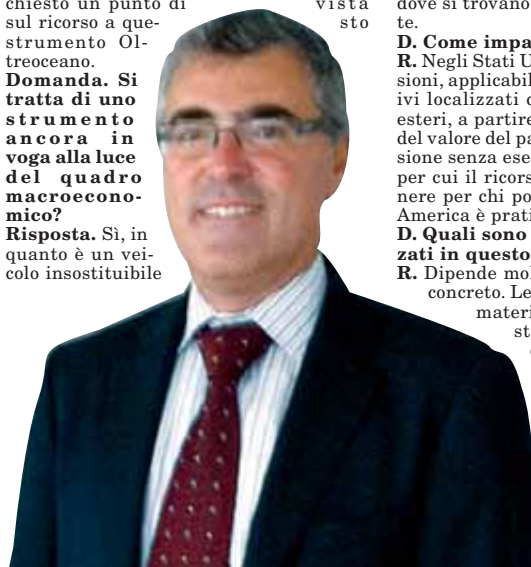 chiesto un punto di vista
sul ricorso a que- sto
strumento Ol-
treoceano.
Domanda. Si
tratta di uno
strumento
ancora in
voga alla luce
del quadro
macroecono-
mico?
Risposta. Sì, in
quanto è un vei-
colo insostituibile
dove si trovano
te.
D. Come impa
R. Negli Stati U
sioni, applicabil
ivi localizzati
esteri, a partire
del valore del pa
sione senza ese
per cui il ricors
nere per chi po
America è prati
D. Quali sono
zati in questo
R. Dipende mol
concreto. Le
materi
st